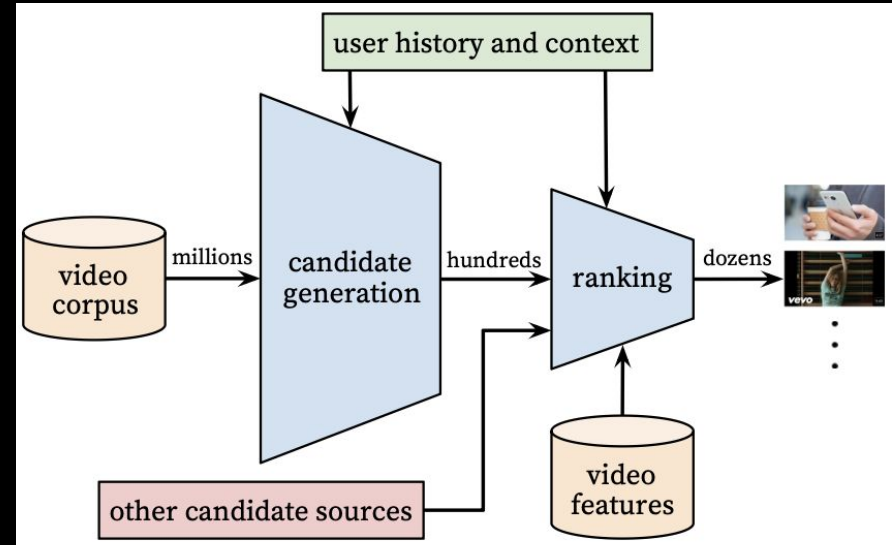 user history and context
video
corpus
millions
candidate
generation
hundreds
ranking
dozens
vevo
other candidate sources
video
features